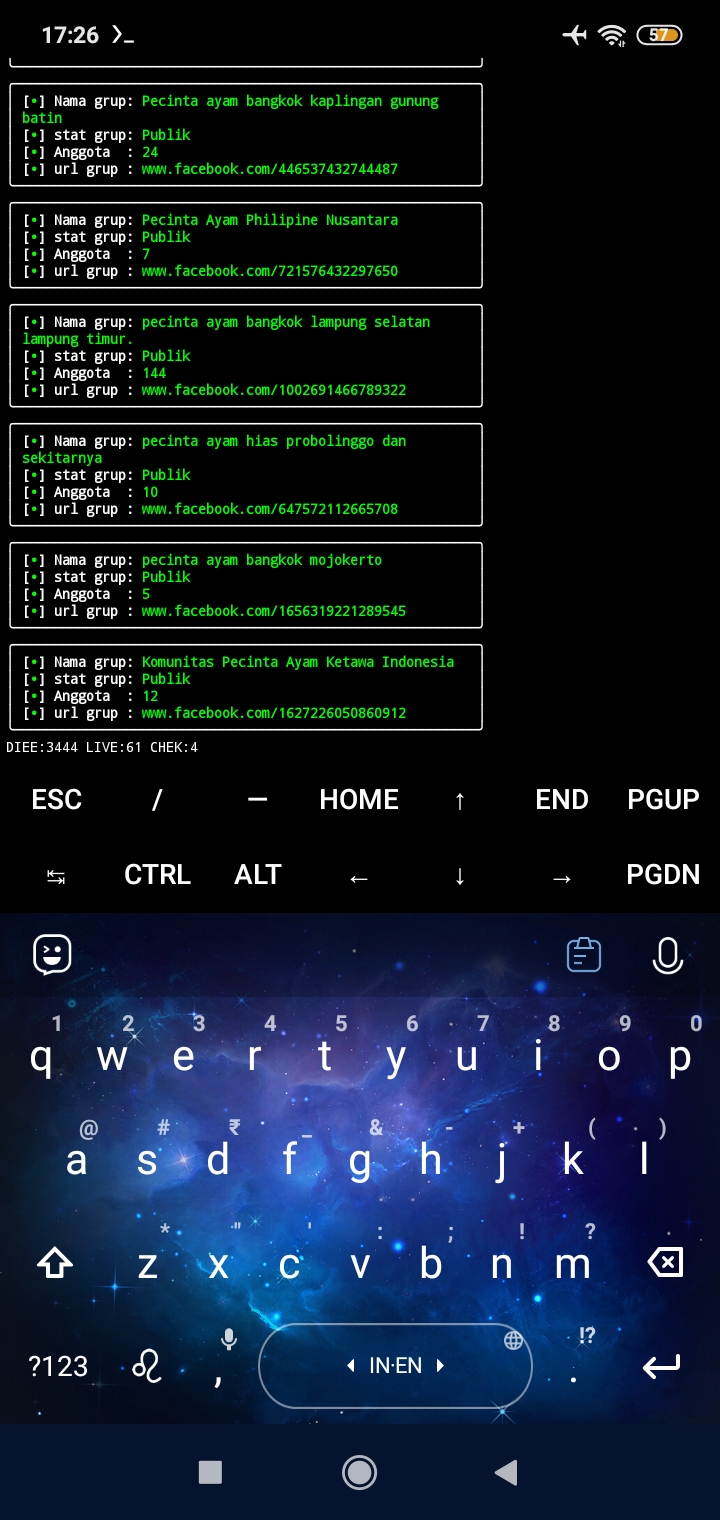 17:26
57
[•] Nama grup: Pecinta ayam bangkok kaplingan gunung
batin
[•] stat grup: Publik
[•] Anggota  : 24
[•] url grup : www.facebook.com/446537432744487
[•] Nama grup: Pecinta Ayam Philipine Nusantara
[•] stat grup: Publik
[•] Anggota  : 7
[•] url grup : www.facebook.com/721576432297650
[•] Nama grup: pecinta ayam bangkok lampung selatan
lampung timur.
[•] stat grup: Publik
[•] Anggota  : 144
[•] url grup : www.facebook.com/1002691466789322
[•] Nama grup: pecinta ayam hias probolinggo dan
sekitarnya
[•] stat grup: Publik
[•] Anggota  : 10
[•] url grup : www.facebook.com/647572112665708
[•] Nama grup: pecinta ayam bangkok mojokerto
[•] stat grup: Publik
[•] Anggota  : 5
[•] url grup : www.facebook.com/1656319221289545
[•] Nama grup: Komunitas Pecinta Ayam Ketawa Indonesia
[•] stat grup: Publik
[•] Anggota  : 12
[•] url grup : www.facebook.com/1627226050860912
DIEE:3444 LIVE:61 CHEK:4
ESC / — HOME ↑ END PGUP
↹ CTRL ALT ← ↓ → PGDN
1 2 3 4 5 6 7 8 9 0
q w e r t y u i o p
@ # ₹ _ & - + ( )
a s d f g h j k l
* " ' : ; ! ?
z x c v b n m
!?
?123 , IN·EN .